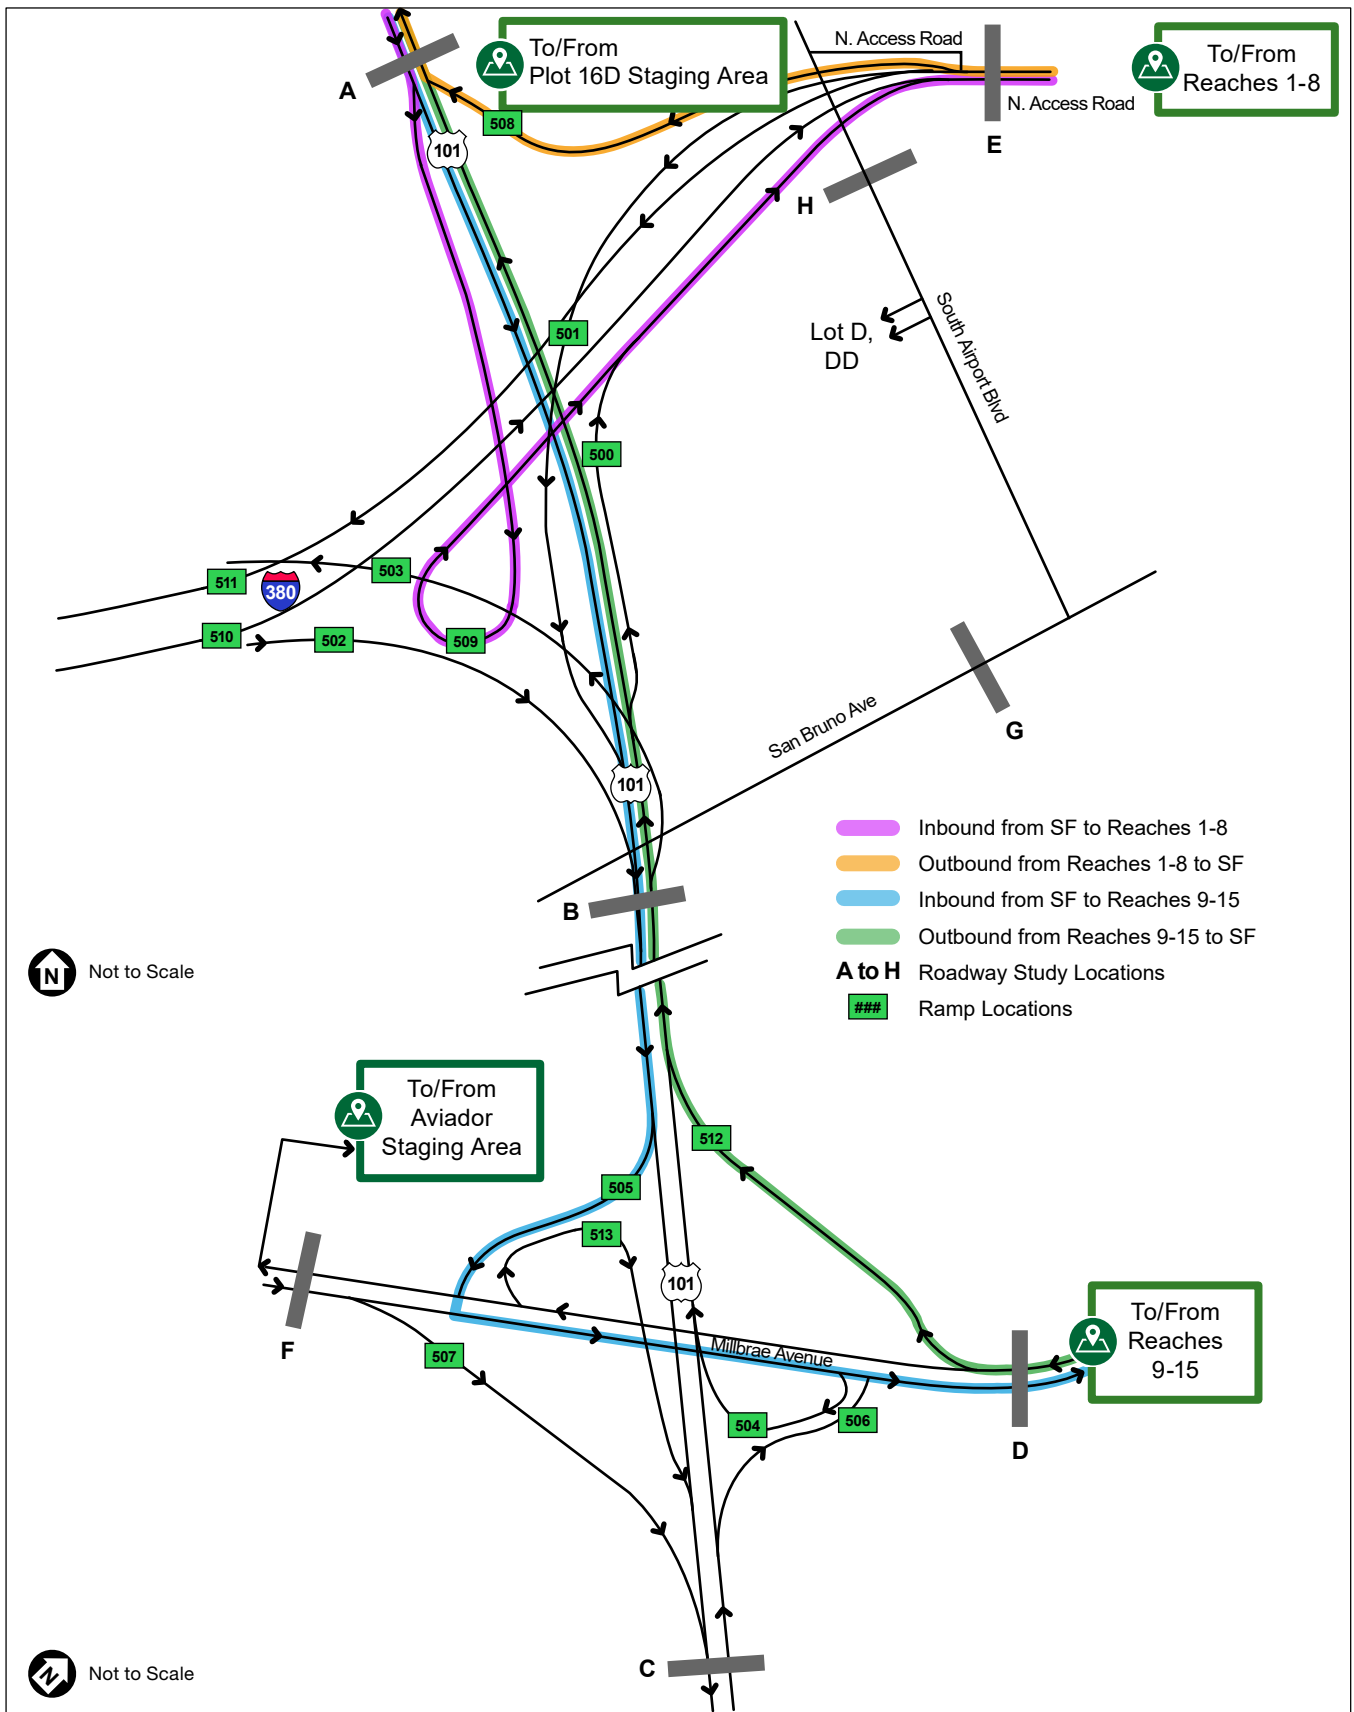 To/From
Plot 16D Staging Area
N. Access Road
To/From
Reaches 1-8
A
N. Access Road
508
E
101
H
South Airport Blvd
Lot D,
DD
501
500
503
511
380
510
502
509
San Bruno Ave
G
101
Inbound from SF to Reaches 1-8
Outbound from Reaches 1-8 to SF
Inbound from SF to Reaches 9-15
B
Outbound from Reaches 9-15 to SF
A to H Roadway Study Locations
N Not to Scale
### Ramp Locations
To/From
Aviador
Staging Area
512
505
513
101
To/From
Reaches
9-15
F
Millbrae Avenue
507
504
506
D
C
N Not to Scale